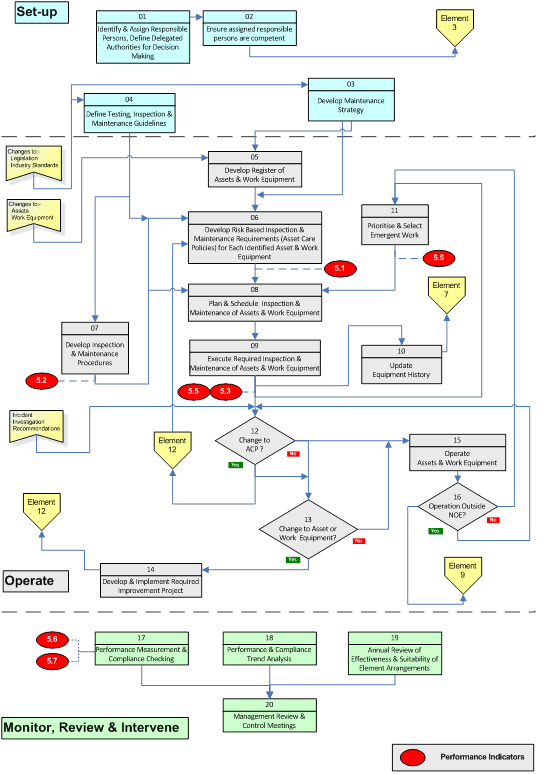 Set-up
01
Identify & Assign Responsible
Persons, Define Delegated
Authorities for Decision
Making
02
Ensure assigned responsible
persons are competent
Element
3
03
Develop Maintenance
Strategy
04
Define Testing, Inspection &
Maintenance Guidelines
Changes to:-
Legislation
Industry Standards
05
Develop Register of
Assets & Work Equipment
Changes to:-
Assets
Work Equipment
06
Develop Risk Based Inspection &
Maintenance Requirements (Asset Care
Policies) for Each Identified Asset & Work
Equipment
11
Prioritise & Select
Emergent Work
5.5
5.1
Element
7
08
Plan & Schedule Inspection &
Maintenance of Assets & Work Equipment
07
Develop Inspection
& Maintenance
Procedures
09
Execute Required Inspection &
Maintenance of Assets & Work Equipment
10
Update
Equipment History
5.2
5.5
5.3
Incident
Investigation
Recommendations
Element
12
12
Change to
ACP ?
No
Yes
15
Operate
Assets & Work Equipment
Element
12
13
Change to Asset or
Work Equipment?
No
Yes
16
Operation Outside
NOE?
No
Yes
14
Develop & Implement Required
Improvement Project
Element
9
Operate
5.6
5.7
17
Performance Measurement &
Compliance Checking
18
Performance & Compliance
Trend Analysis
19
Annual Review of
Effectiveness & Suitability of
Element Arrangements
20
Management Review &
Control Meetings
Monitor, Review & Intervene
Performance Indicators